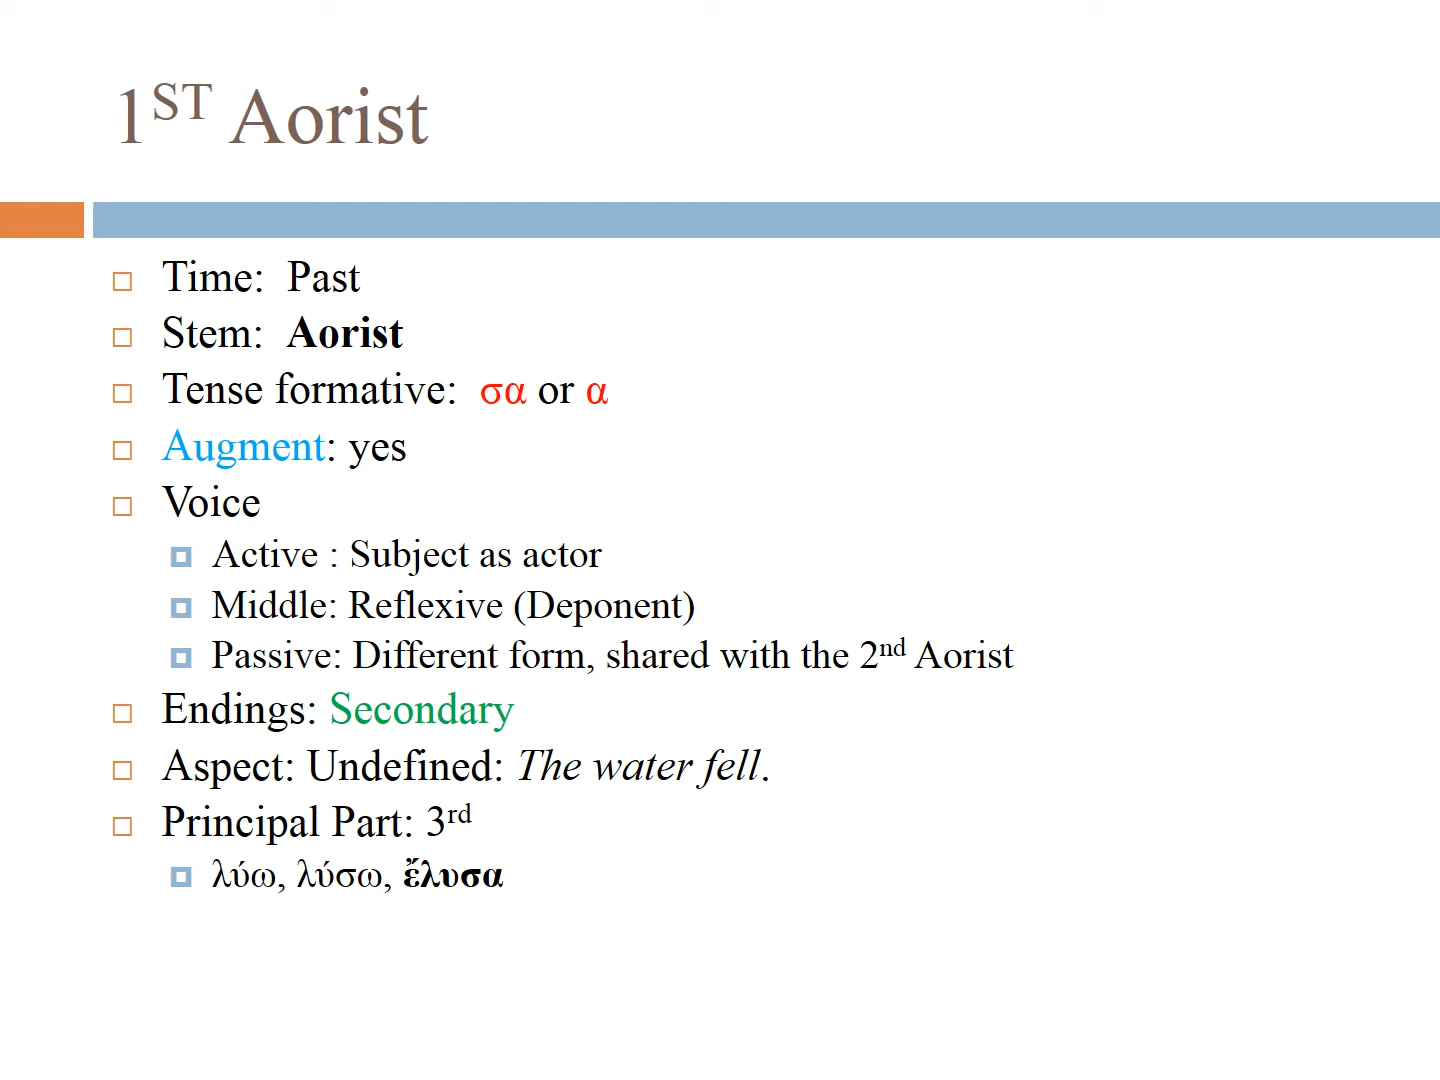 1ST Aorist
Time: Past
Stem: Aorist
Tense formative: σα or α
Augment: yes
Voice
Active : Subject as actor
Middle: Reflexive (Deponent)
Passive: Different form, shared with the 2nd Aorist
Endings: Secondary
Aspect: Undefined: The water fell.
Principal Part: 3rd
λύω, λύσω, ἔλυσα